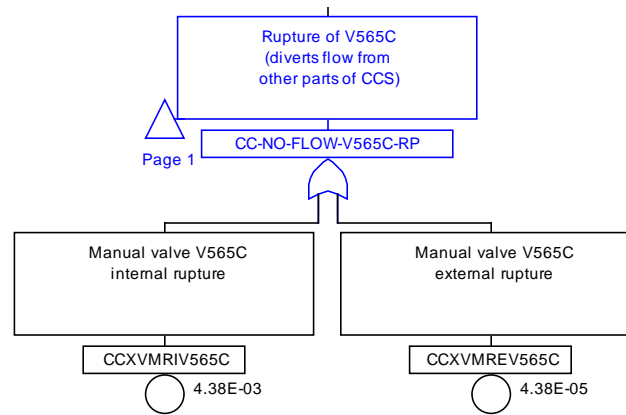 Rupture of V565C
(diverts flow from
other parts of CCS)
Page 1
CC-NO-FLOW-V565C-RP
Manual valve V565C
internal rupture
Manual valve V565C
external rupture
CCXVMRIV565C
CCXVMREV565C
4.38E-03
4.38E-05